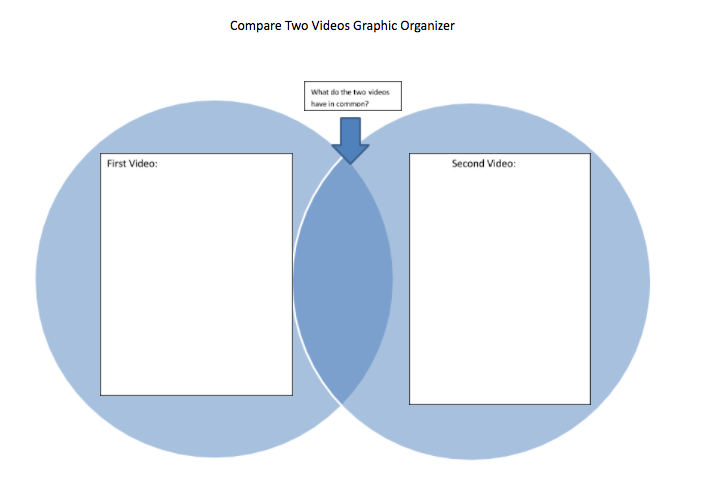 Compare Two Videos Graphic Organizer
What do the two videos
have in common?
First Video:
Second Video: